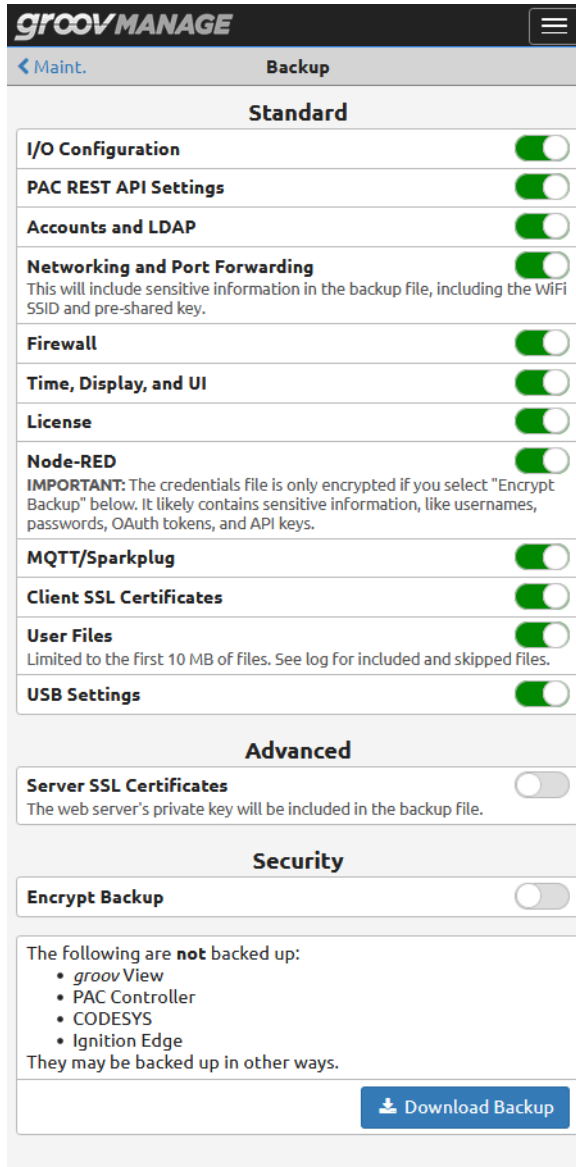 groov MANAGE
Maint.
Backup
Standard
I/O Configuration
PAC REST API Settings
Accounts and LDAP
Networking and Port Forwarding
This will include sensitive information in the backup file, including the WiFi
SSID and pre-shared key.
Firewall
Time, Display, and UI
License
Node-RED
IMPORTANT: The credentials file is only encrypted if you select "Encrypt
Backup" below. It likely contains sensitive information, like usernames,
passwords, OAuth tokens, and API keys.
MQTT/Sparkplug
Client SSL Certificates
User Files
Limited to the first 10 MB of files. See log for included and skipped files.
USB Settings
Advanced
Server SSL Certificates
The web server's private key will be included in the backup file.
Security
Encrypt Backup
The following are not backed up:
• groov View
• PAC Controller
• CODESYS
• Ignition Edge
They may be backed up in other ways.
Download Backup